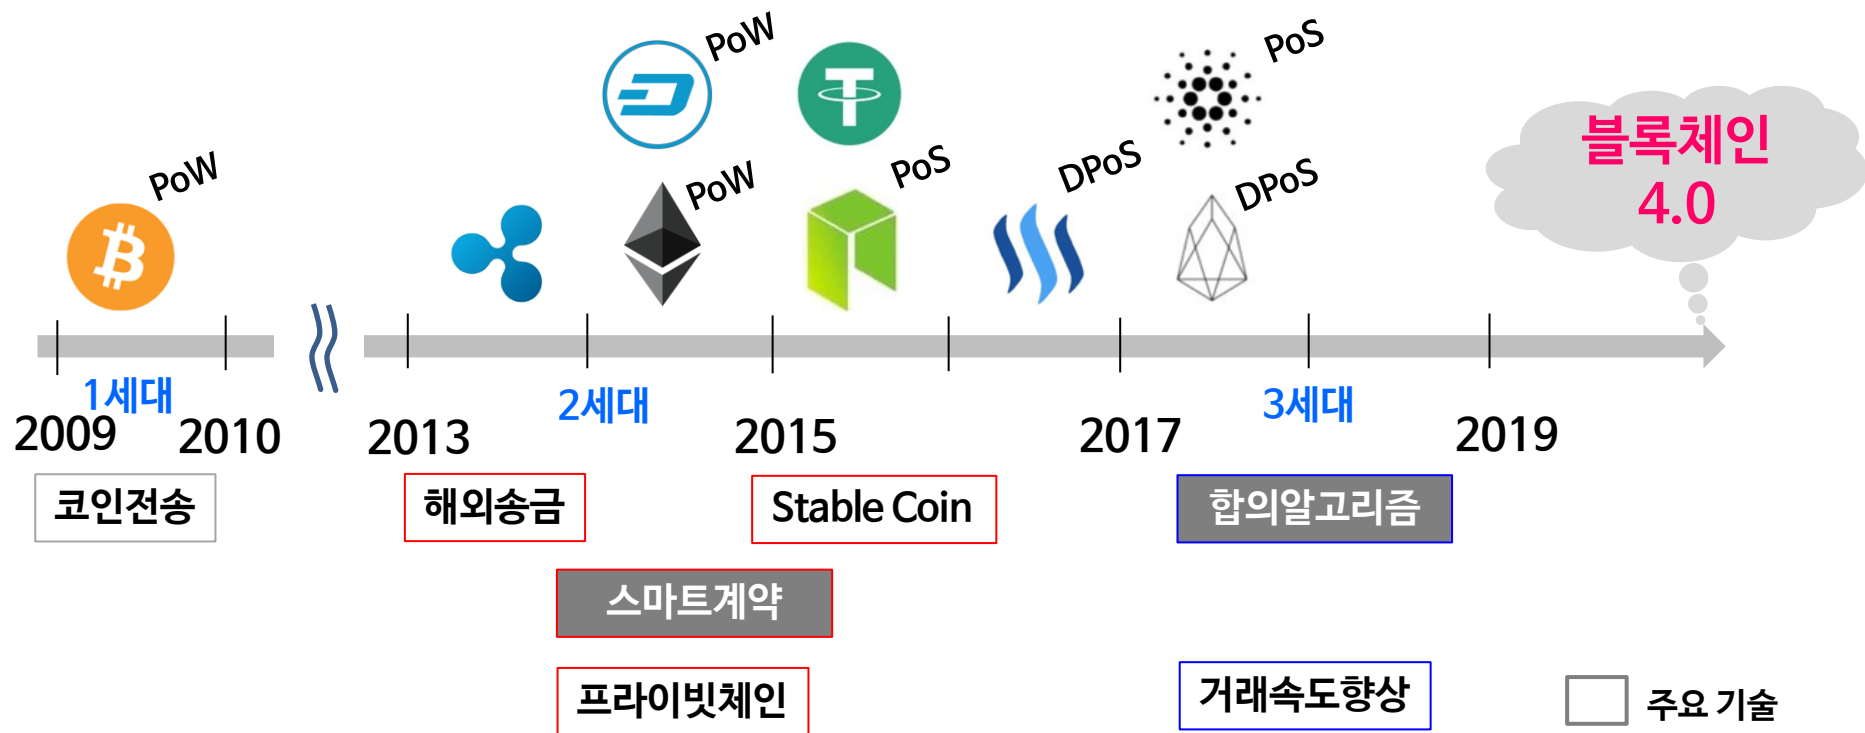 PoW
PoS
PoW
PoW
PoS
DPoS
DPoS
블록체인
4.0
1세대
2세대
3세대
2009
2010
2013
2015
2017
2019
코인전송
해외송금
Stable Coin
합의알고리즘
스마트계약
프라이빗체인
거래속도향상
주요 기술